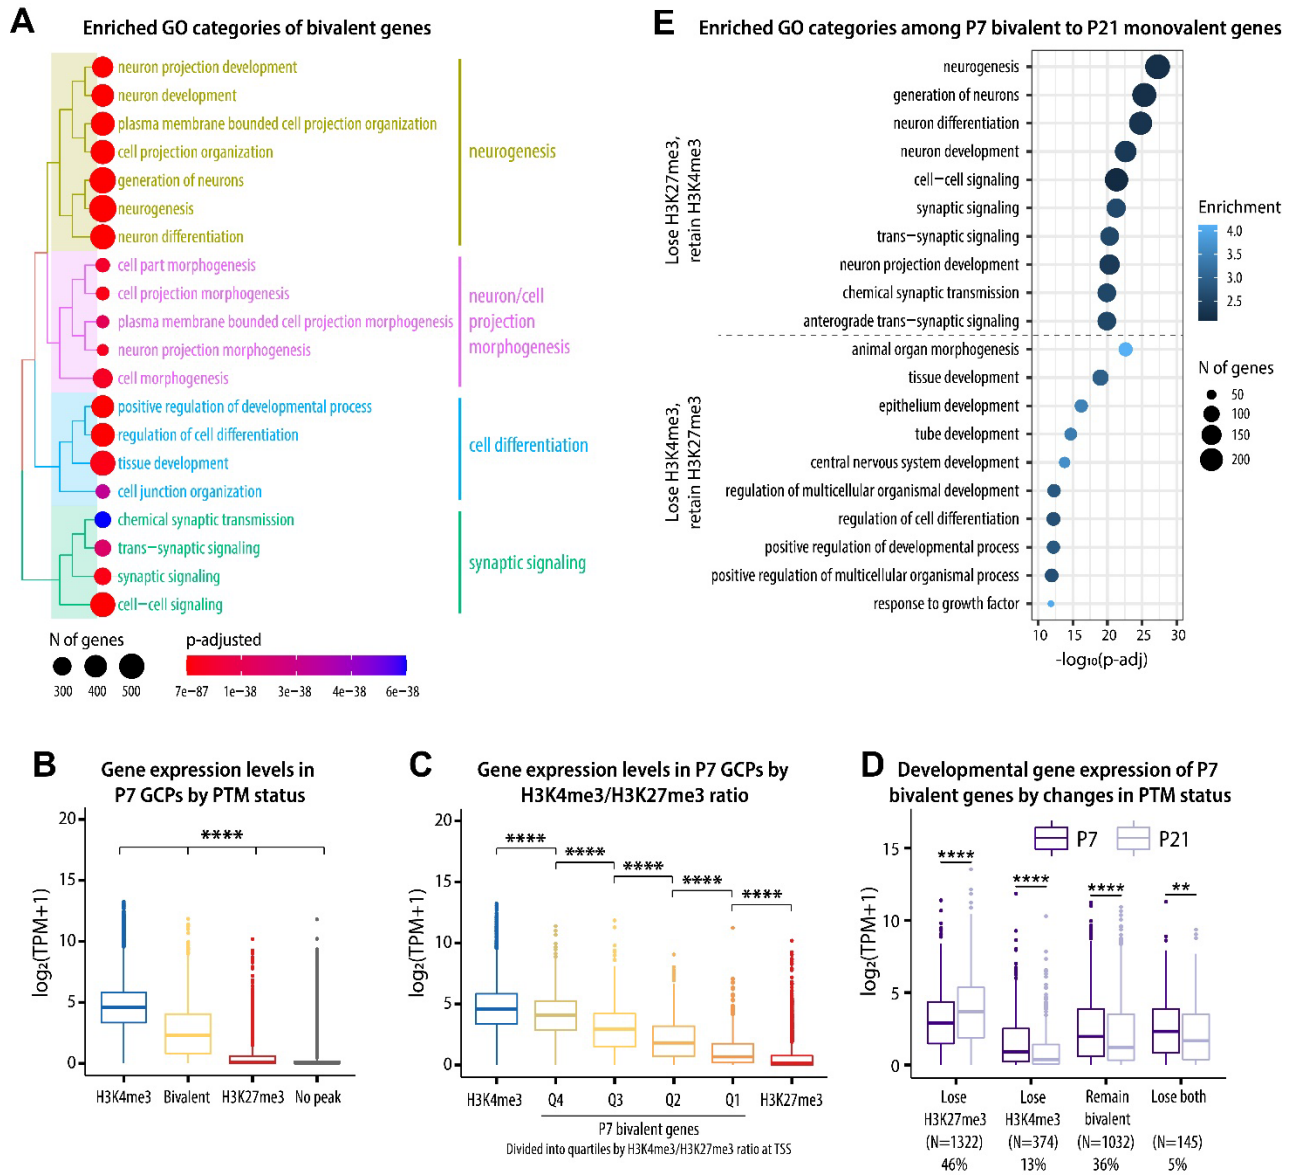 A
Enriched GO categories of bivalent genes
neuron projection development
neuron development
plasma membrane bounded cell projection organization
cell projection organization
generation of neurons
neurogenesis
neuron differentiation
neurogenesis
cell part morphogenesis
cell projection morphogenesis
plasma membrane bounded cell projection morphogenesis
neuron projection morphogenesis
cell morphogenesis
neuron/cell
projection
morphogenesis
positive regulation of developmental process
regulation of cell differentiation
tissue development
cell junction organization
cell differentiation
chemical synaptic transmission
trans−synaptic signaling
synaptic signaling
cell−cell signaling
synaptic signaling
N of genes
300 400 500
p-adjusted
7e−87 1e−38 3e−38 4e−38 6e−38
E
Enriched GO categories among P7 bivalent to P21 monovalent genes
Lose H3K27me3,
retain H3K4me3
neurogenesis
generation of neurons
neuron differentiation
neuron development
cell−cell signaling
synaptic signaling
trans−synaptic signaling
neuron projection development
chemical synaptic transmission
anterograde trans−synaptic signaling
Lose H3K4me3,
retain H3K27me3
animal organ morphogenesis
tissue development
epithelium development
tube development
central nervous system development
regulation of multicellular organismal development
regulation of cell differentiation
positive regulation of developmental process
positive regulation of multicellular organismal process
response to growth factor
10 15 20 25 30
-log₁₀(p-adj)
Enrichment
4.0
3.5
3.0
2.5
N of genes
50
100
150
200
B
Gene expression levels in
P7 GCPs by PTM status
****
log₂(TPM+1)
20
15
10
5
0
H3K4me3 Bivalent H3K27me3 No peak
C
Gene expression levels in P7 GCPs by
H3K4me3/H3K27me3 ratio
log₂(TPM+1)
20
15
10
5
0
****
****
****
****
****
H3K4me3 Q4 Q3 Q2 Q1 H3K27me3
P7 bivalent genes
Divided into quartiles by H3K4me3/H3K27me3 ratio at TSS
D
Developmental gene expression of P7
bivalent genes by changes in PTM status
P7 P21
log₂(TPM+1)
15
10
5
0
**** **** **** **
Lose
H3K27me3
(N=1322)
46%
Lose
H3K4me3
(N=374)
13%
Remain
bivalent
(N=1032)
36%
Lose both
(N=145)
5%